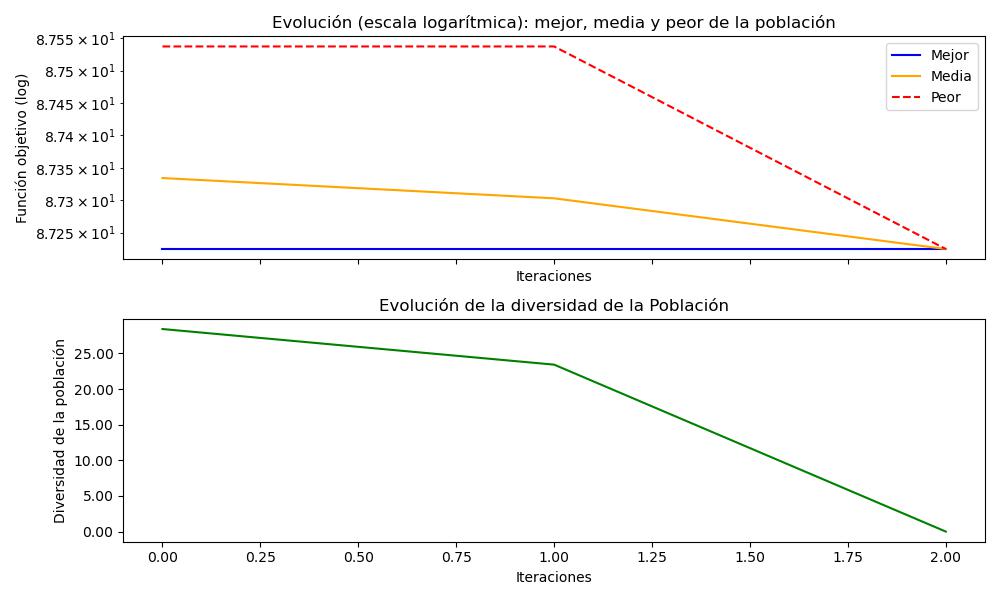 Evolución (escala logarítmica): mejor, media y peor de la población
8.755 × 10¹
8.75 × 10¹
8.745 × 10¹
8.74 × 10¹
8.735 × 10¹
8.73 × 10¹
8.725 × 10¹
Función objetivo (log)
Mejor
Media
Peor
Iteraciones
Evolución de la diversidad de la Población
25.00
20.00
15.00
10.00
5.00
0.00
Diversidad de la población
0.00 0.25 0.50 0.75 1.00 1.25 1.50 1.75 2.00
Iteraciones